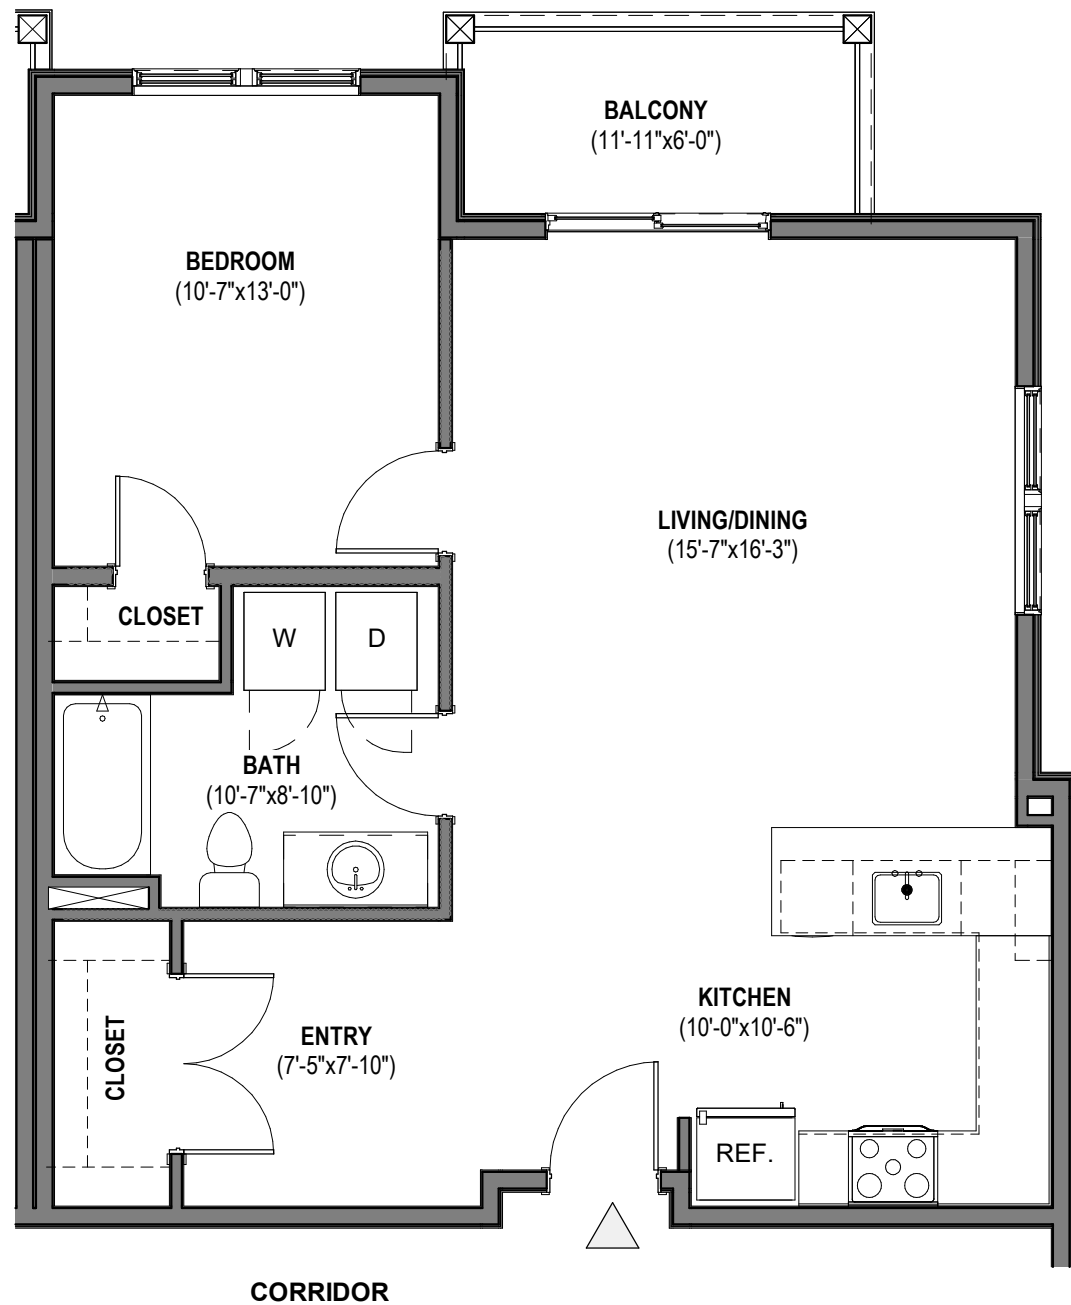 BALCONY
(11'-11"x6'-0")
BEDROOM
(10'-7"x13'-0")
LIVING/DINING
(15'-7"x16'-3")
CLOSET
W
D
BATH
(10'-7"x8'-10")
KITCHEN
(10'-0"x10'-6")
ENTRY
(7'-5"x7'-10")
CLOSET
REF.
CORRIDOR